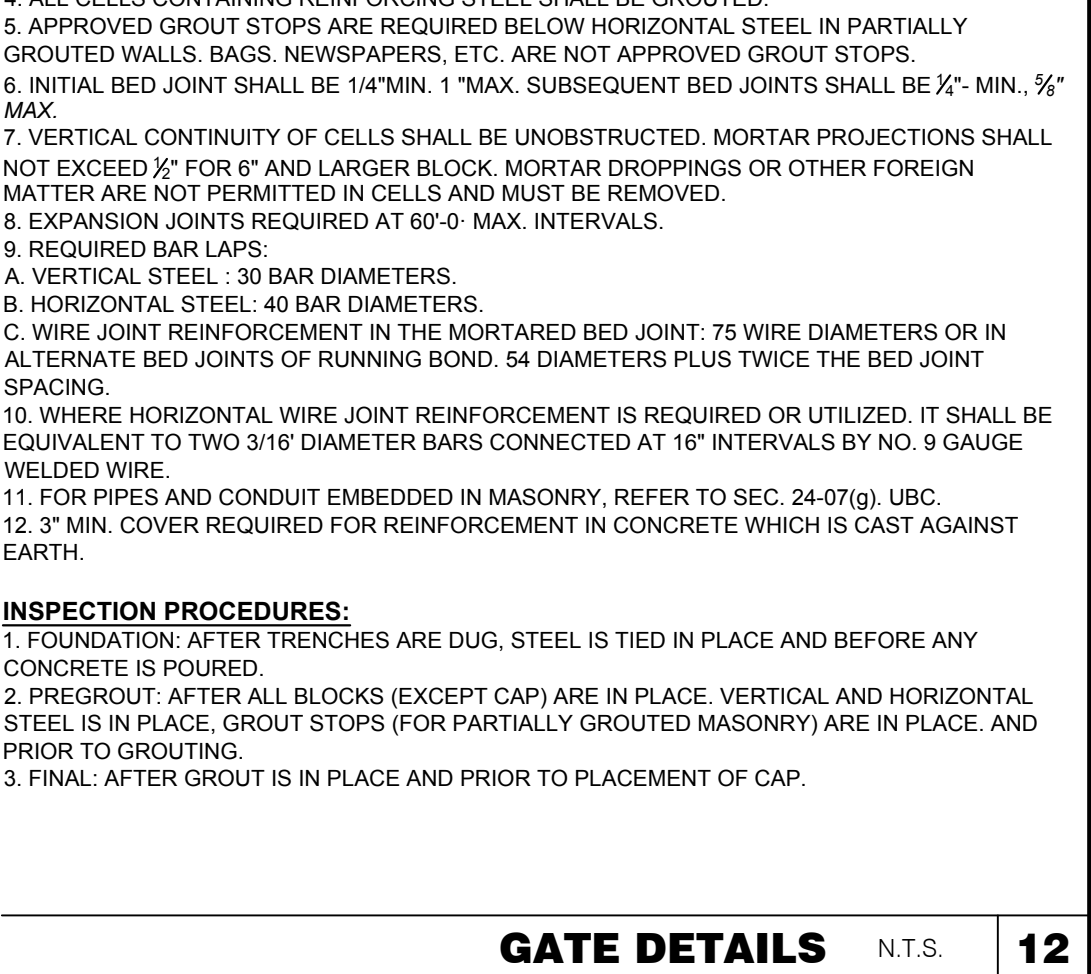 4. ALL CELLS CONTAINING REINFORCING STEEL SHALL BE GROUTED.
5. APPROVED GROUT STOPS ARE REQUIRED BELOW HORIZONTAL STEEL IN PARTIALLY
GROUTED WALLS. BAGS. NEWSPAPERS, ETC. ARE NOT APPROVED GROUT STOPS.
6. INITIAL BED JOINT SHALL BE 1/4"MIN. 1 "MAX. SUBSEQUENT BED JOINTS SHALL BE ¼"- MIN., ⅝"
MAX.
7. VERTICAL CONTINUITY OF CELLS SHALL BE UNOBSTRUCTED. MORTAR PROJECTIONS SHALL
NOT EXCEED ½" FOR 6" AND LARGER BLOCK. MORTAR DROPPINGS OR OTHER FOREIGN
MATTER ARE NOT PERMITTED IN CELLS AND MUST BE REMOVED.
8. EXPANSION JOINTS REQUIRED AT 60'-0· MAX. INTERVALS.
9. REQUIRED BAR LAPS:
A. VERTICAL STEEL : 30 BAR DIAMETERS.
B. HORIZONTAL STEEL: 40 BAR DIAMETERS.
C. WIRE JOINT REINFORCEMENT IN THE MORTARED BED JOINT: 75 WIRE DIAMETERS OR IN
ALTERNATE BED JOINTS OF RUNNING BOND. 54 DIAMETERS PLUS TWICE THE BED JOINT
SPACING.
10. WHERE HORIZONTAL WIRE JOINT REINFORCEMENT IS REQUIRED OR UTILIZED. IT SHALL BE
EQUIVALENT TO TWO 3/16' DIAMETER BARS CONNECTED AT 16" INTERVALS BY NO. 9 GAUGE
WELDED WIRE.
11. FOR PIPES AND CONDUIT EMBEDDED IN MASONRY, REFER TO SEC. 24-07(g). UBC.
12. 3" MIN. COVER REQUIRED FOR REINFORCEMENT IN CONCRETE WHICH IS CAST AGAINST
EARTH.
INSPECTION PROCEDURES:
1. FOUNDATION: AFTER TRENCHES ARE DUG, STEEL IS TIED IN PLACE AND BEFORE ANY
CONCRETE IS POURED.
2. PREGROUT: AFTER ALL BLOCKS (EXCEPT CAP) ARE IN PLACE. VERTICAL AND HORIZONTAL
STEEL IS IN PLACE, GROUT STOPS (FOR PARTIALLY GROUTED MASONRY) ARE IN PLACE. AND
PRIOR TO GROUTING.
3. FINAL: AFTER GROUT IS IN PLACE AND PRIOR TO PLACEMENT OF CAP.
GATE DETAILS N.T.S. 12